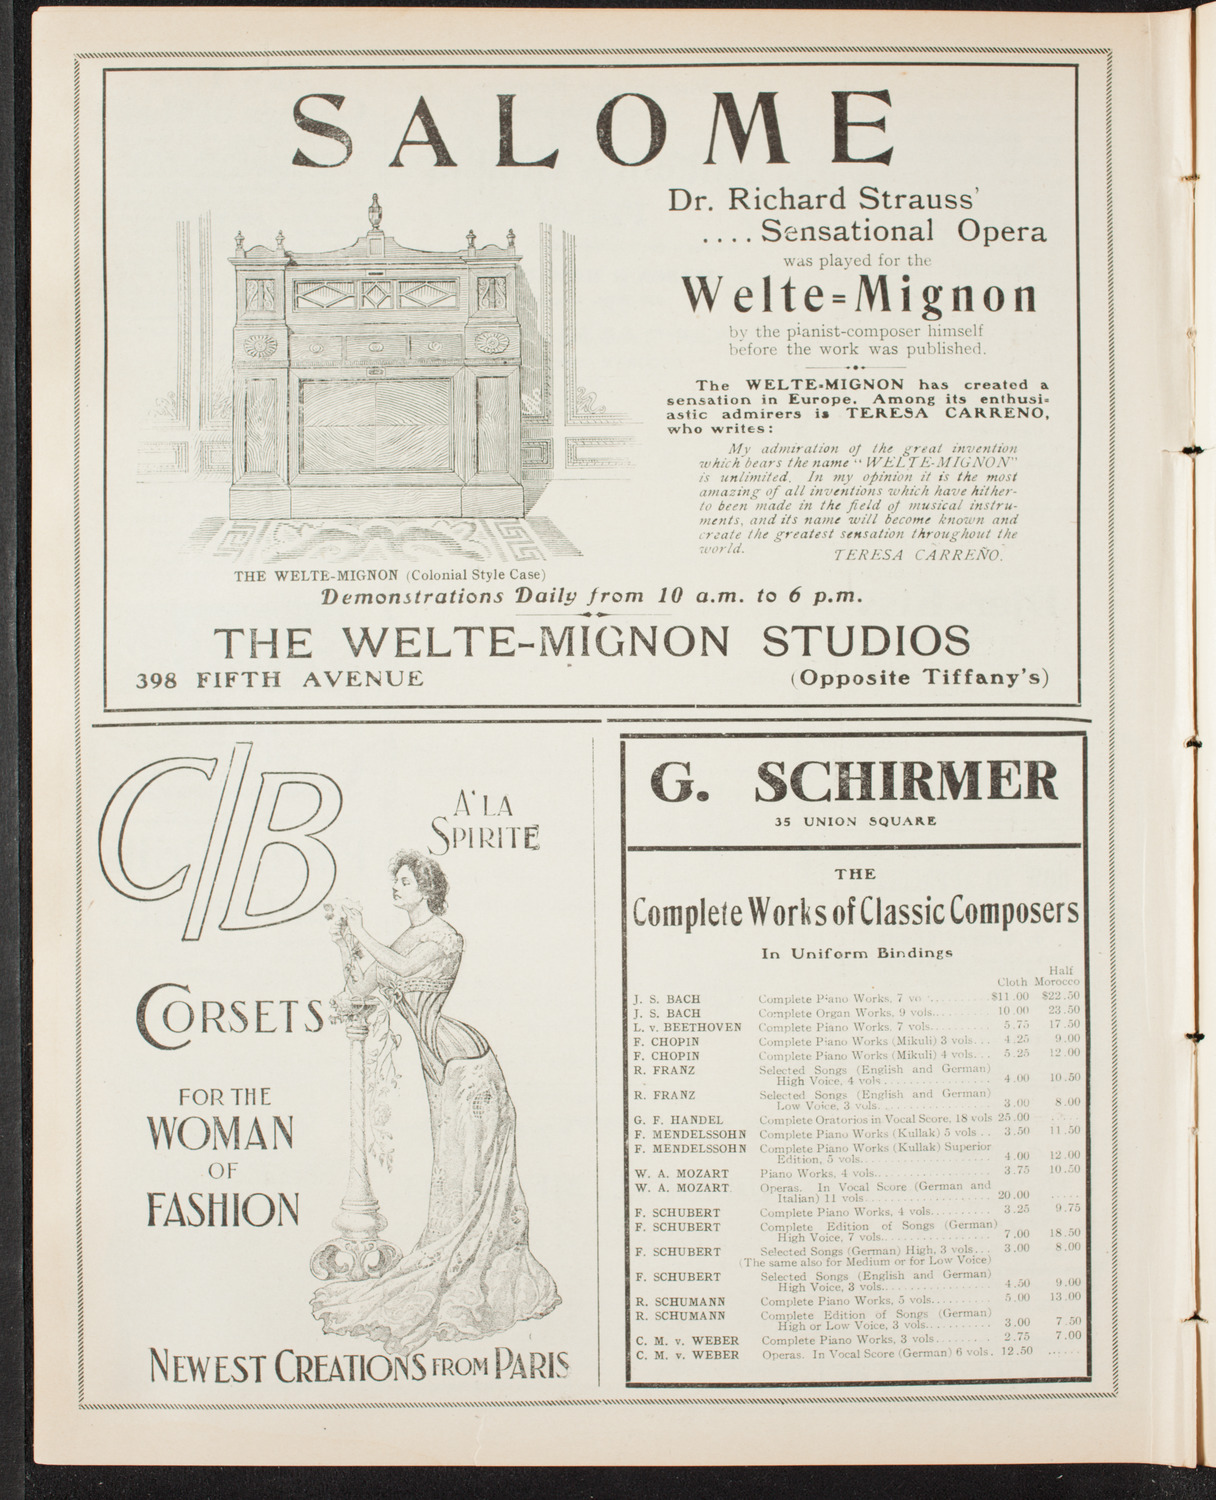 SALOME
Dr. Richard Strauss'
.... Sensational Opera
was played for the
Welte=Mignon
by the pianist-composer himself
before the work was published.
The WELTE-MIGNON has created a
sensation in Europe. Among its enthusi-
astic admirers is TERESA CARRENO,
who writes:
My admiration of the great invention
which bears the name "WELTE-MIGNON"
is unlimited. In my opinion it is the most
amazing of all inventions which have hither-
to been made in the field of musical instru-
ments, and its name will become known and
create the greatest sensation throughout the
world. TERESA CARREÑO.
THE WELTE-MIGNON (Colonial Style Case)
Demonstrations Daily from 10 a.m. to 6 p.m.
THE WELTE-MIGNON STUDIOS
398 FIFTH AVENUE (Opposite Tiffany's)
C/B
A' LA
SPIRITE
CORSETS
FOR THE
WOMAN
OF
FASHION
NEWEST CREATIONS FROM PARIS
G. SCHIRMER
35 UNION SQUARE
THE
Complete Works of Classic Composers
In Uniform Bindings
Half
Cloth Morocco
J. S. BACH Complete Piano Works, 7 vo ........ $11.00 $22.50
J. S. BACH Complete Organ Works, 9 vols........ 10 00 23.50
L. v. BEETHOVEN Complete Piano Works, 7 vols........ 5.75 17.50
F. CHOPIN Complete Piano Works (Mikuli) 3 vols... 4.25 9.00
F. CHOPIN Complete Piano Works (Mikuli) 4 vols... 5.25 12.00
R. FRANZ Selected Songs (English and German)
High Voice, 4 vols................. 4.00 10.50
R. FRANZ Selected Songs (English and German)
Low Voice, 3 vols................. 3.00 8.00
G. F. HANDEL Complete Oratorios in Vocal Score, 18 vols 25.00 .....
F. MENDELSSOHN Complete Piano Works (Kullak) 5 vols .. 3.50 11.50
F. MENDELSSOHN Complete Piano Works (Kullak) Superior
Edition, 5 vols................. 4.00 12.00
W. A. MOZART Piano Works, 4 vols................. 3.75 10.50
W. A. MOZART Operas. In Vocal Score (German and
Italian) 11 vols................. 20.00 .....
F. SCHUBERT Complete Piano Works, 4 vols......... 3.25 9.75
F. SCHUBERT Complete Edition of Songs (German)
High Voice, 7 vols................. 7.00 18.50
F. SCHUBERT Selected Songs (German) High, 3 vols... 3.00 8.00
(The same also for Medium or for Low Voice)
F. SCHUBERT Selected Songs (English and German)
High Voice, 3 vols................. 4.50 9.00
R. SCHUMANN Complete Piano Works, 5 vols......... 5.00 13.00
R. SCHUMANN Complete Edition of Songs (German)
High or Low Voice, 3 vols........... 3.00 7.50
C. M. v. WEBER Complete Piano Works, 3 vols......... 2.75 7.00
C. M. v. WEBER Operas. In Vocal Score (German) 6 vols. 12.50 ......